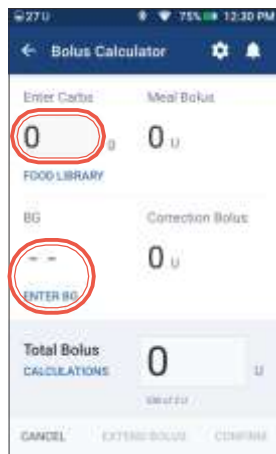 27 U 75% 12:30 PM
Bolus Calculator
Enter Carbs Meal Bolus
0 g 0 U
FOOD LIBRARY
BG Correction Bolus
- - 0 U
ENTER BG
Total Bolus 0 U
CALCULATIONS
CANCEL EXTEND BOLUS CONFIRM